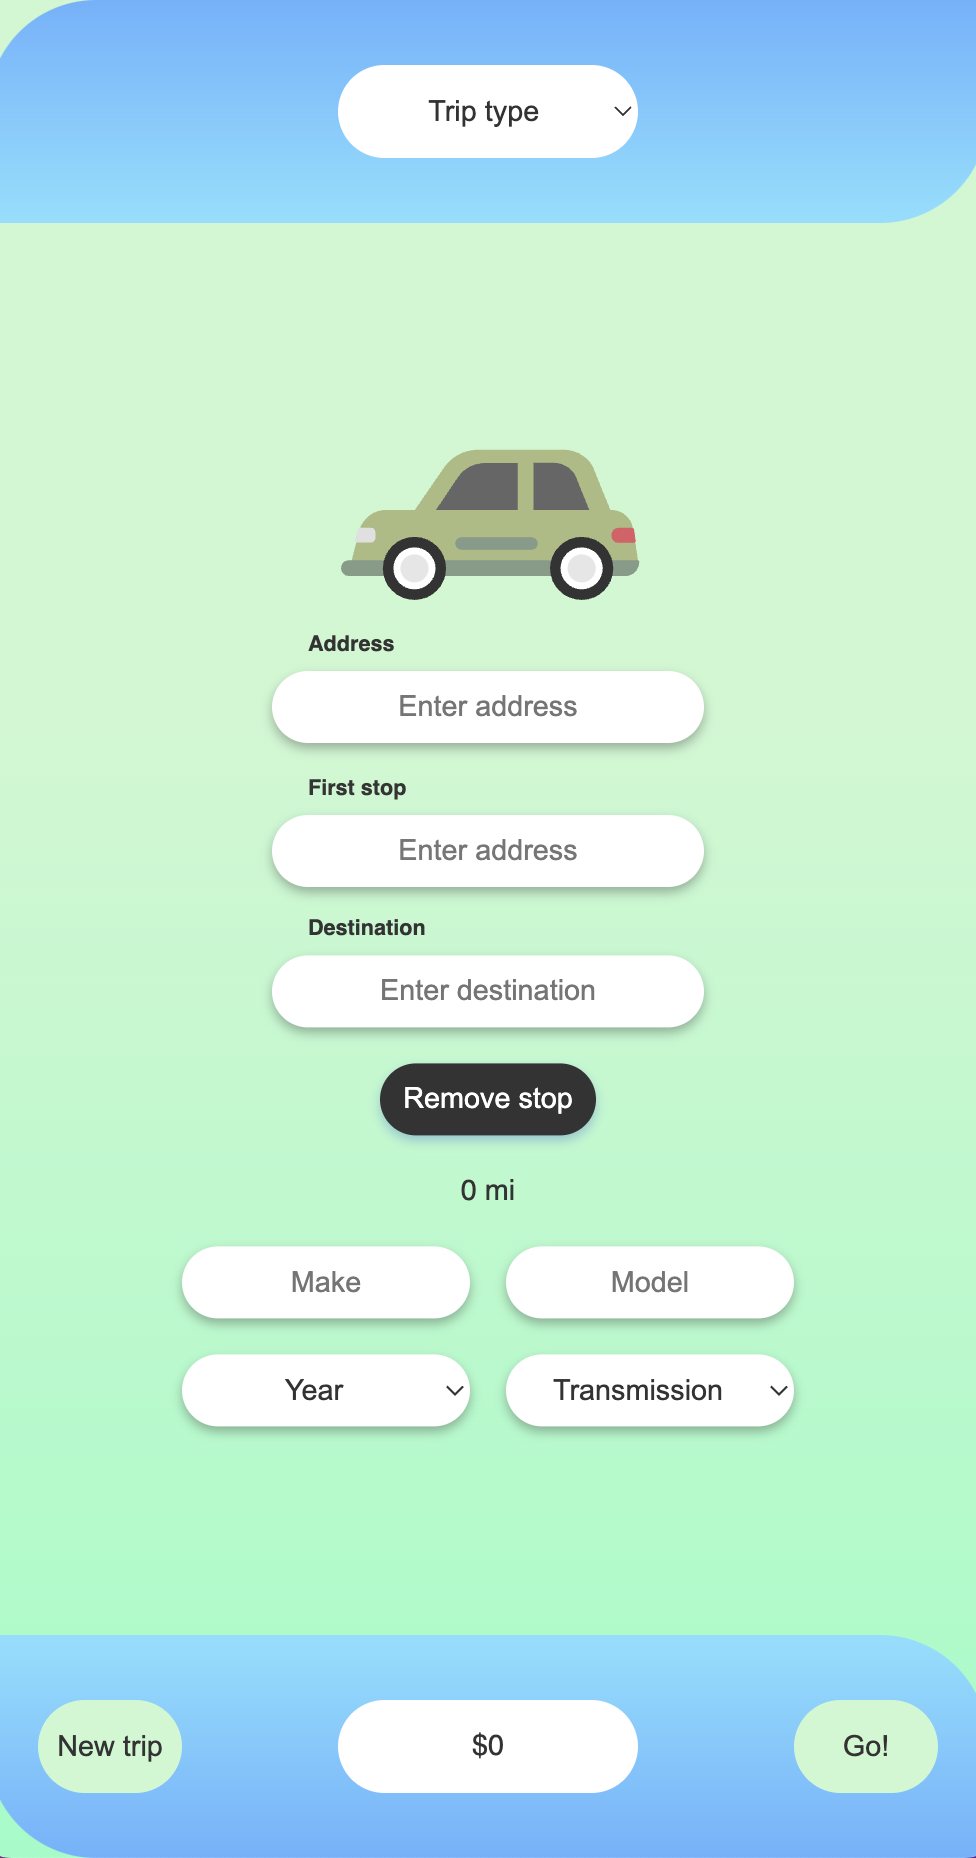 Trip type
Address
Enter address
First stop
Enter address
Destination
Enter destination
Remove stop
0 mi
Make
Model
Year
Transmission
New trip
$0
Go!